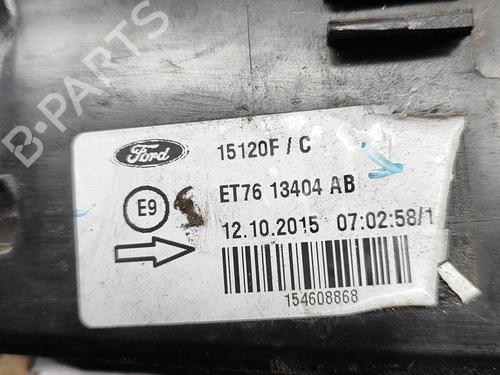 B-PARTS
Ford
15120F / C
E9
ET76 13404 AB
12.10.2015 07:02:58/1
154608868